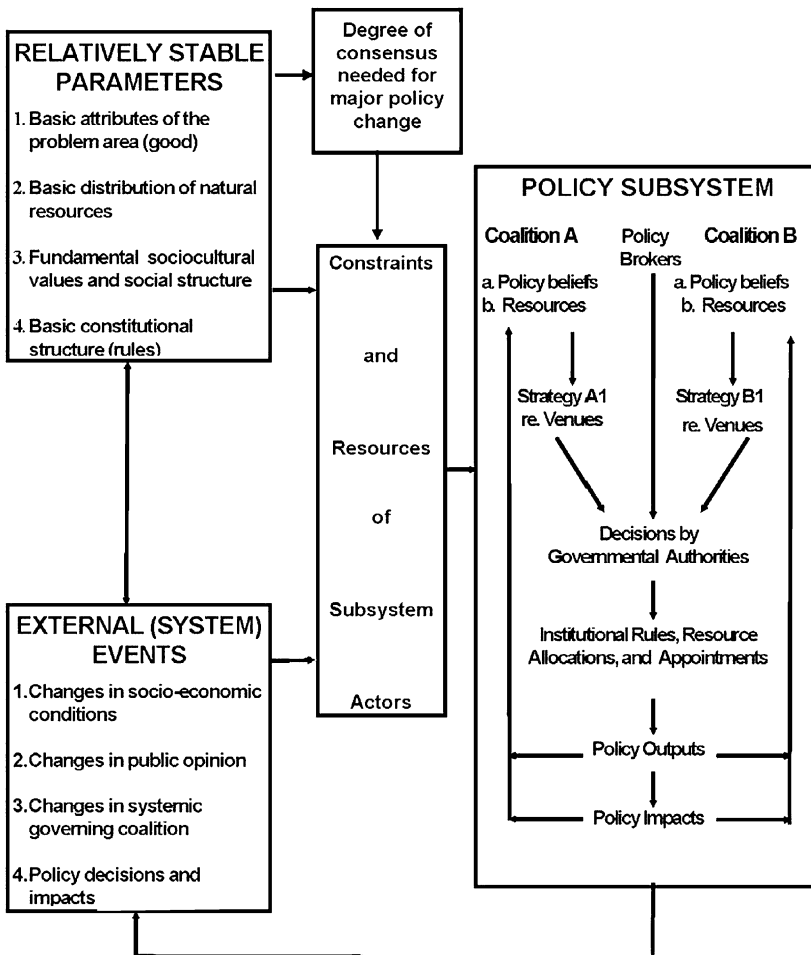 RELATIVELY STABLE
PARAMETERS
1. Basic attributes of the
problem area (good)
2. Basic distribution of natural
resources
3. Fundamental sociocultural
values and social structure
4. Basic constitutional
structure (rules)
Degree of
consensus
needed for
major policy
change
Constraints
and
Resources
of
Subsystem
Actors
EXTERNAL (SYSTEM)
EVENTS
1. Changes in socio-economic
conditions
2. Changes in public opinion
3. Changes in systemic
governing coalition
4. Policy decisions and
impacts
POLICY SUBSYSTEM
Coalition A
a. Policy beliefs
b. Resources
Policy
Brokers
Coalition B
a. Policy beliefs
b. Resources
Strategy A1
re. Venues
Strategy B1
re. Venues
Decisions by
Governmental Authorities
Institutional Rules, Resource
Allocations, and Appointments
Policy Outputs
Policy Impacts